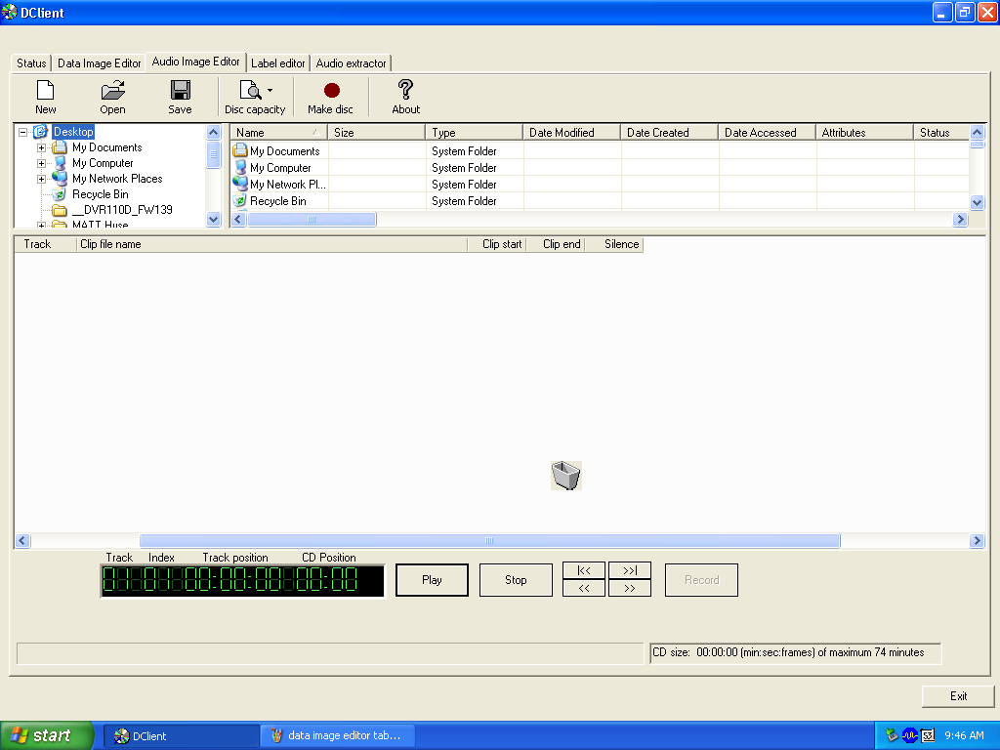 DClient
Status Data Image Editor Audio Image Editor Label editor Audio extractor
New Open Save Disc capacity Make disc About
Desktop
My Documents
My Computer
My Network Places
Recycle Bin
__DVR110D_FW139
MATT Huse
Name Size Type Date Modified Date Created Date Accessed Attributes Status
My Documents System Folder
My Computer System Folder
My Network Pl... System Folder
Recycle Bin System Folder
Track Clip file name Clip start Clip end Silence
Track Index Track position CD Position
00 00 00:00:00 00:00
Play Stop |<< >>| Record
<< >>
CD size: 00:00:00 (min:sec:frames) of maximum 74 minutes
Exit
start DClient data image editor tab... 9:46 AM